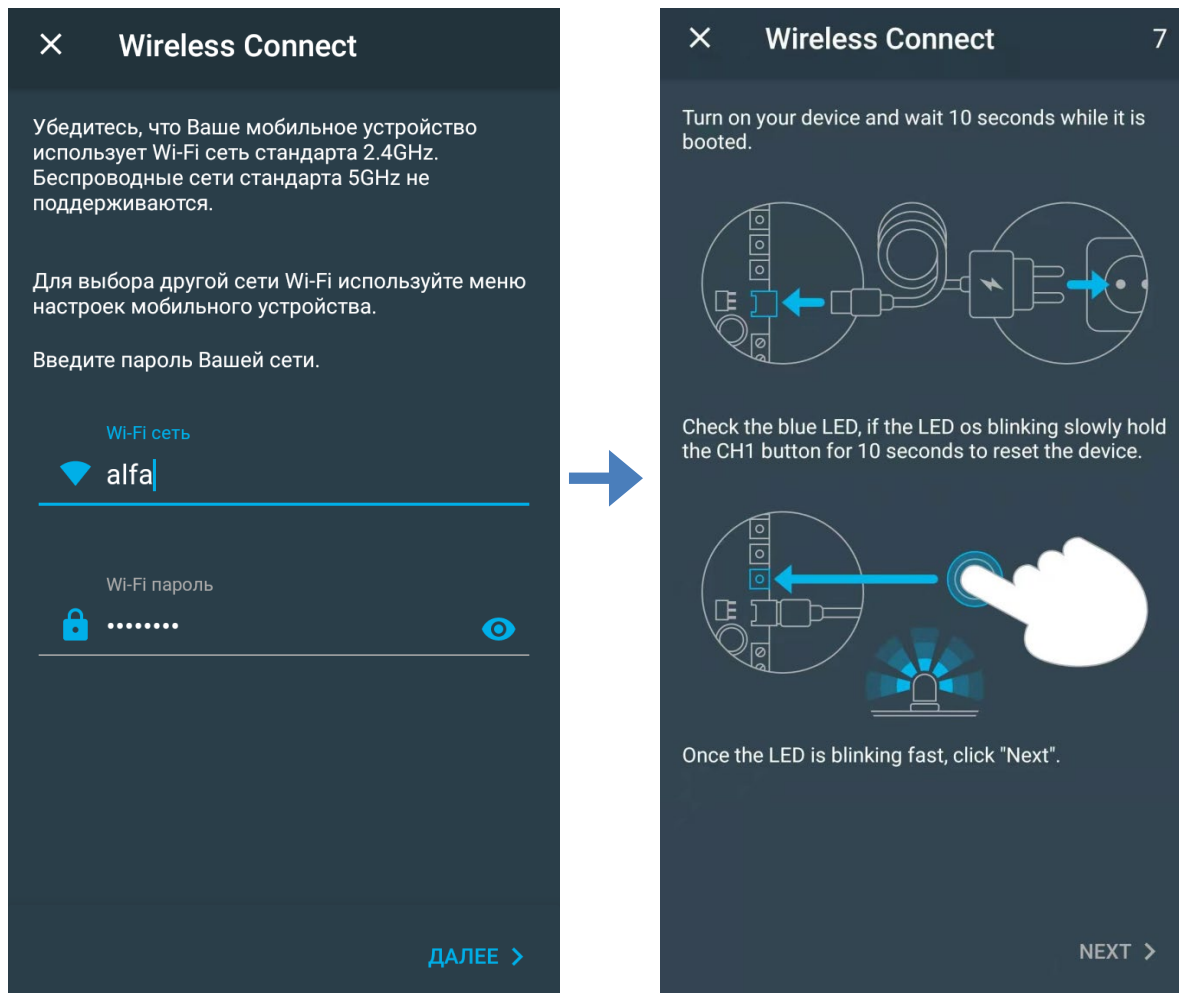 Wireless Connect
Убедитесь, что Ваше мобильное устройство
использует Wi-Fi сеть стандарта 2.4GHz.
Беспроводные сети стандарта 5GHz не
поддерживаются.
Для выбора другой сети Wi-Fi используйте меню
настроек мобильного устройства.
Введите пароль Вашей сети.
Wi-Fi сеть
alfa
Wi-Fi пароль
••••••••
ДАЛЕЕ
Wireless Connect 7
Turn on your device and wait 10 seconds while it is
booted.
Check the blue LED, if the LED os blinking slowly hold
the CH1 button for 10 seconds to reset the device.
Once the LED is blinking fast, click "Next".
NEXT